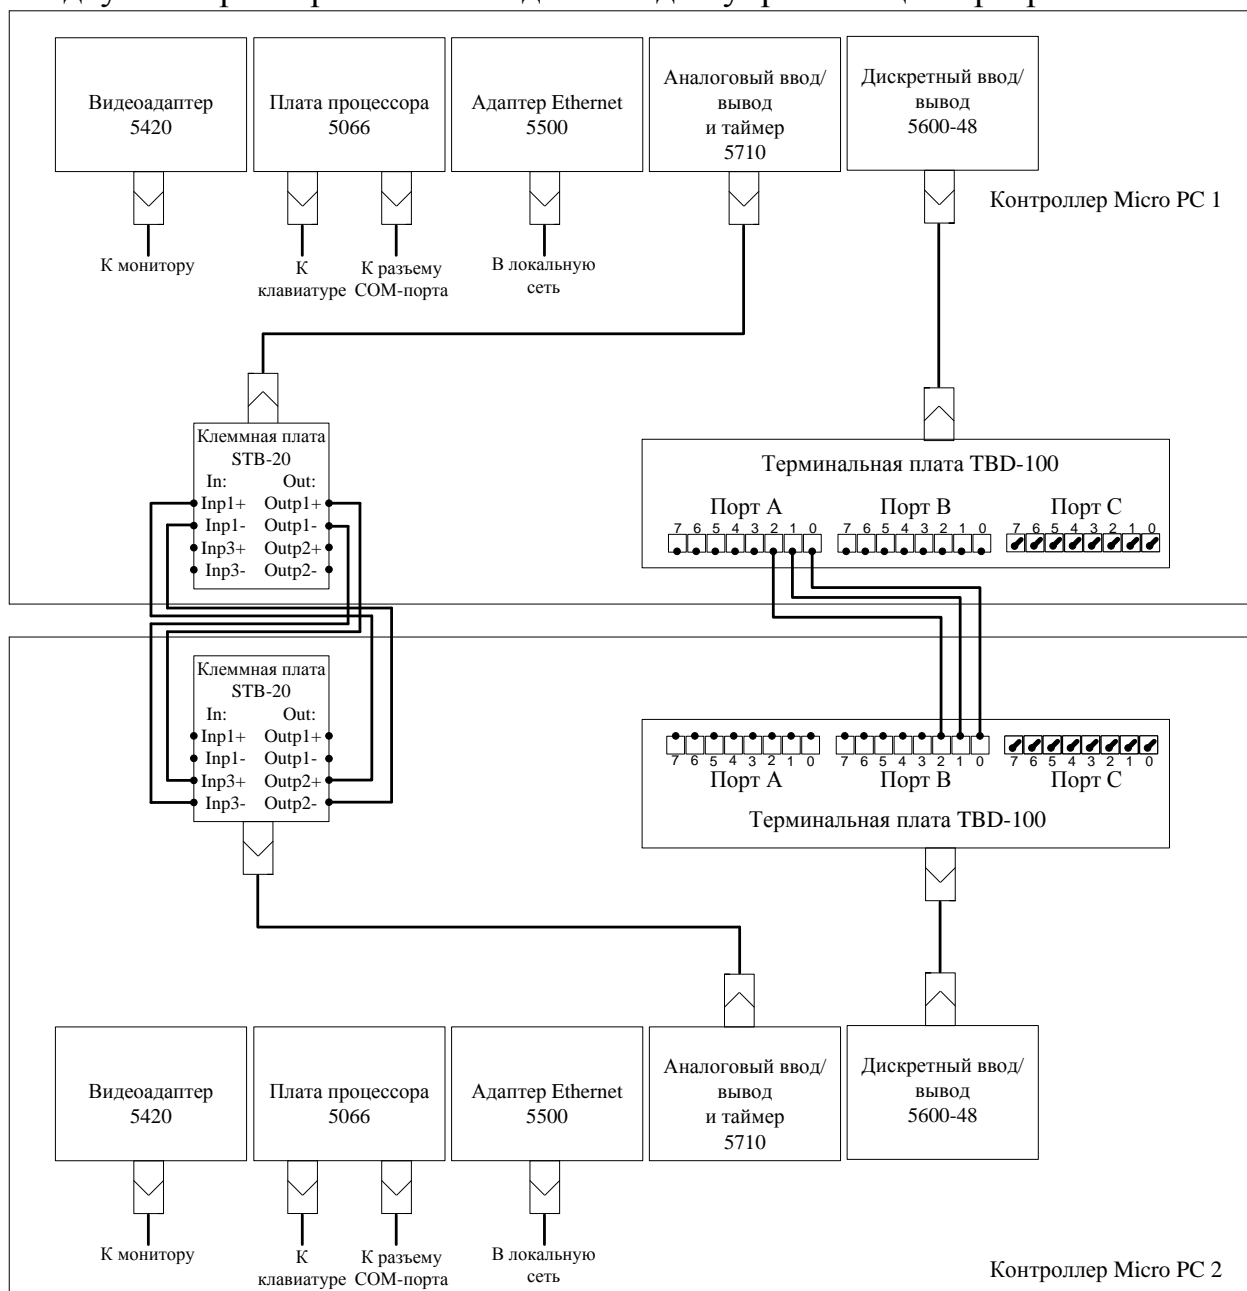 Видеоадаптер
5420
Плата процессора
5066
Адаптер Ethernet
5500
Аналоговый ввод/
вывод
и таймер
5710
Дискретный ввод/
вывод
5600-48
Контроллер Micro PC 1
К монитору
К
клавиатуре
К разъему
COM-порта
В локальную
сеть
Клеммная плата
STB-20
In: Out:
Inp1+ Outp1+
Inp1- Outp1-
Inp3+ Outp2+
Inp3- Outp2-
Терминальная плата TBD-100
Порт A Порт B Порт C
7 6 5 4 3 2 1 0 7 6 5 4 3 2 1 0 7 6 5 4 3 2 1 0
Клеммная плата
STB-20
In: Out:
Inp1+ Outp1+
Inp1- Outp1-
Inp3+ Outp2+
Inp3- Outp2-
7 6 5 4 3 2 1 0 7 6 5 4 3 2 1 0 7 6 5 4 3 2 1 0
Порт A Порт B Порт C
Терминальная плата TBD-100
Видеоадаптер
5420
Плата процессора
5066
Адаптер Ethernet
5500
Аналоговый ввод/
вывод
и таймер
5710
Дискретный ввод/
вывод
5600-48
К монитору
К
клавиатуре
К разъему
COM-порта
В локальную
сеть
Контроллер Micro PC 2